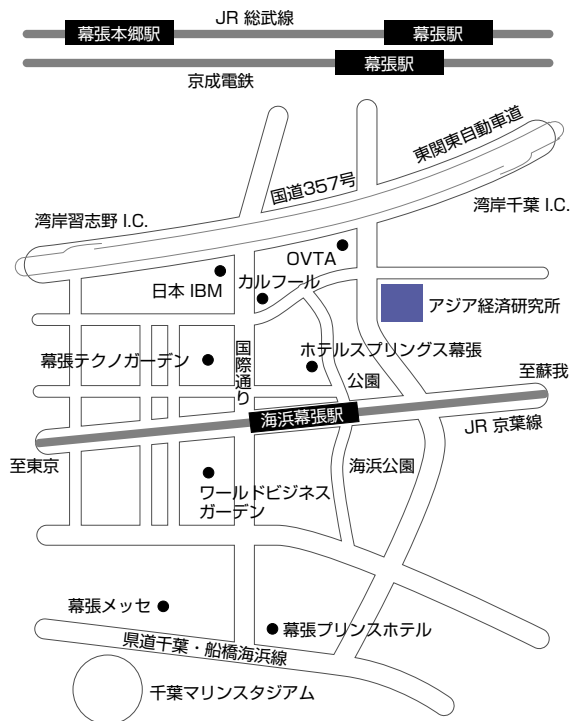 JR 総武線
幕張本郷駅
幕張駅
幕張駅
京成電鉄
東関東自動車道
国道357号
湾岸習志野 I.C.
湾岸千葉 I.C.
OVTA
日本 IBM
カルフール
アジア経済研究所
国際通り
幕張テクノガーデン
ホテルスプリングス幕張
公園
至蘇我
海浜幕張駅
JR 京葉線
至東京
海浜公園
ワールドビジネス
ガーデン
幕張メッセ
幕張プリンスホテル
県道千葉・船橋海浜線
千葉マリンスタジアム